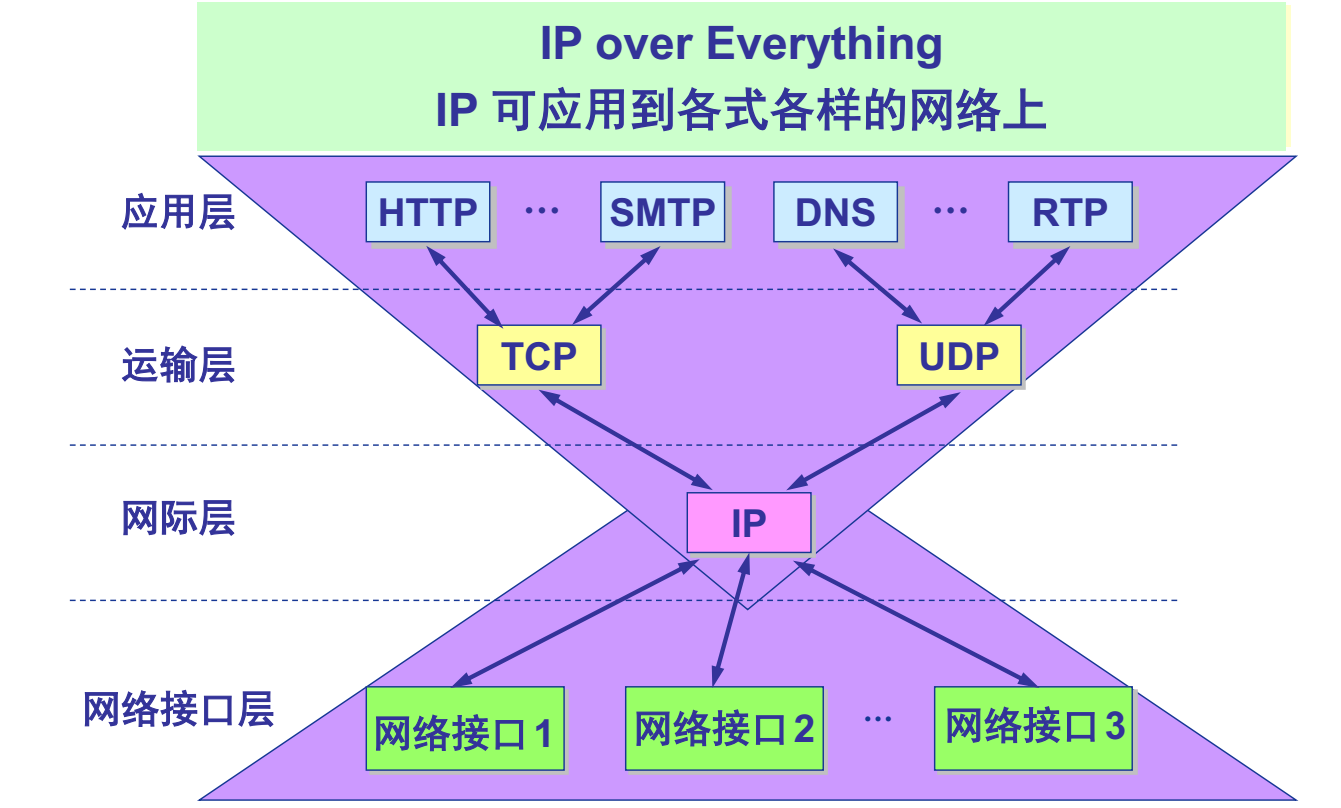 IP over Everything
IP 可应用到各式各样的网络上
应用层 HTTP … SMTP DNS … RTP
运输层 TCP UDP
网际层 IP
网络接口层 网络接口 1 网络接口 2 … 网络接口 3